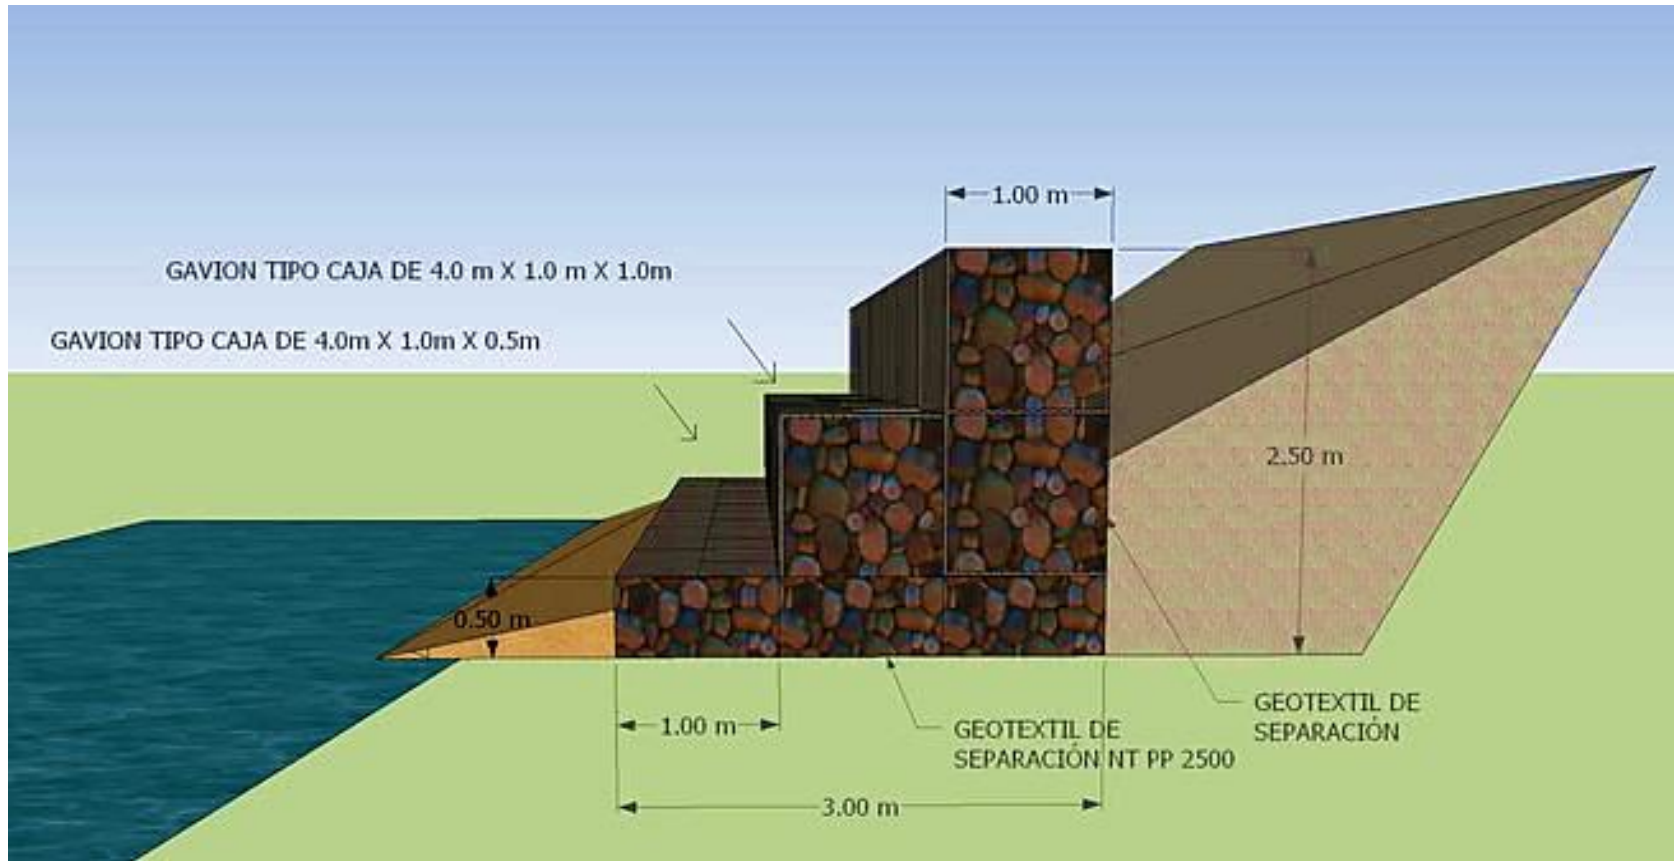 1.00 m
GAVION TIPO CAJA DE 4.0 m X 1.0 m X 1.0m
GAVION TIPO CAJA DE 4.0m X 1.0m X 0.5m
2.50 m
0.50 m
1.00 m
GEOTEXTIL DE
SEPARACIÓN NT PP 2500
GEOTEXTIL DE
SEPARACIÓN
3.00 m